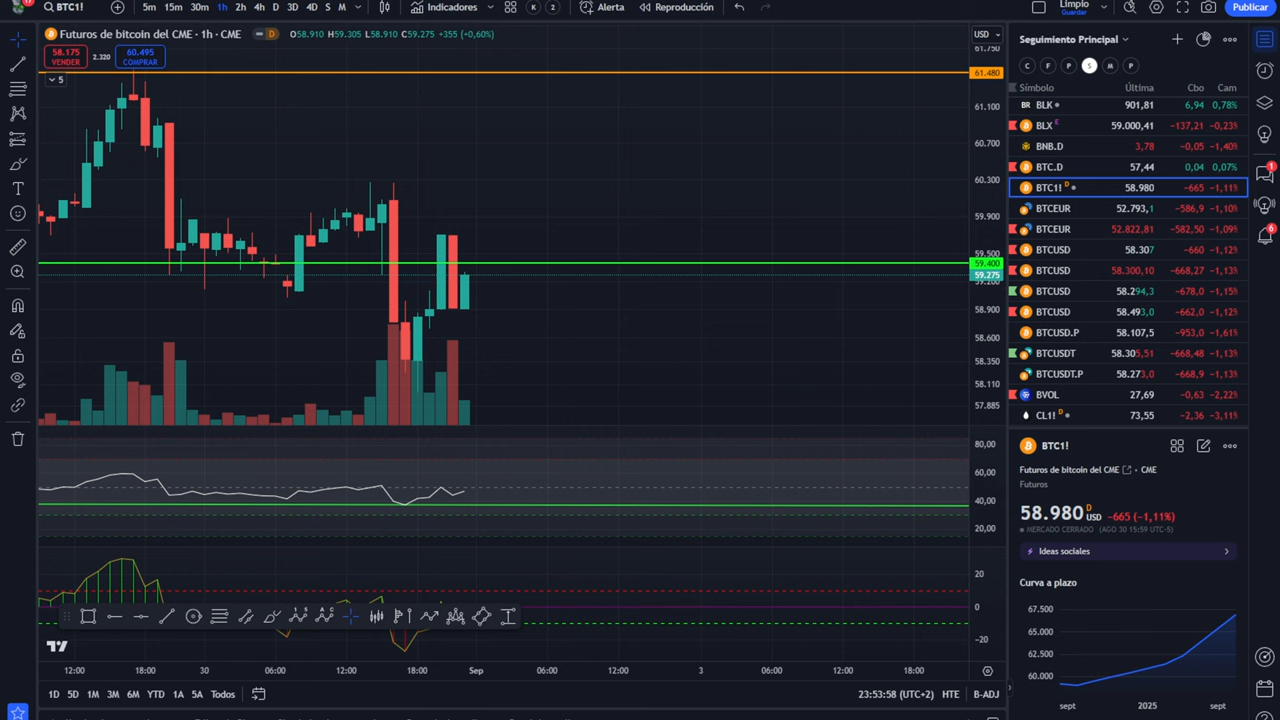 17 BTC1! 5m 15m 30m 1h 2h 4h D 3D 4D S M Indicadores K 2 Alerta Reproducción Limpio Guardar Publicar
Futuros de bitcoin del CME · 1h · CME D O58.910 H59.305 L58.910 C59.275 +355 (+0,60%)
58.175 VENDER 2.320 60.495 COMPRAR
5
USD
61.750
61.480
61.100
60.700
60.300
59.900
59.500
59.400
59.275
59.200
58.900
58.600
58.350
58.110
57.885
80,00
60,00
40,00
20,00
20
0
−20
12:00 18:00 30 06:00 12:00 18:00 Sep 06:00 12:00 18:00 3 06:00 12:00 18:00
1D 5D 1M 3M 6M YTD 1A 5A Todos 23:53:58 (UTC+2) HTE B-ADJ
Seguimiento Principal
C F P S M P
Símbolo Última Cbo Cam
BR BLK 901,81 6,94 0,78%
BLX E 59.000,41 −137,21 −0,23%
BNB.D 3,78 −0,05 −1,40%
BTC.D 57,44 0,04 0,07%
BTC1! D 58.980 −665 −1,11%
BTCEUR 52.793,1 −586,9 −1,10%
BTCEUR 52.822,81 −582,50 −1,09%
BTCUSD 58.307 −660 −1,12%
BTCUSD 58.300,10 −668,27 −1,13%
BTCUSD 58.294,3 −678,0 −1,15%
BTCUSD 58.493,0 −662,0 −1,12%
BTCUSD.P 58.107,5 −953,0 −1,61%
BTCUSDT 58.305,51 −668,48 −1,13%
BTCUSDT.P 58.273,0 −668,9 −1,13%
BVOL 27,69 −0,63 −2,22%
CL1! D 73,55 −2,36 −3,11%
BTC1!
Futuros de bitcoin del CME • CME
Futuros
58.980 D USD −665 (−1,11%)
MERCADO CERRADO (AGO 30 15:59 UTC-5)
Ideas sociales
Curva a plazo
67.500
65.000
60.000
sept 2025 sept
1
6